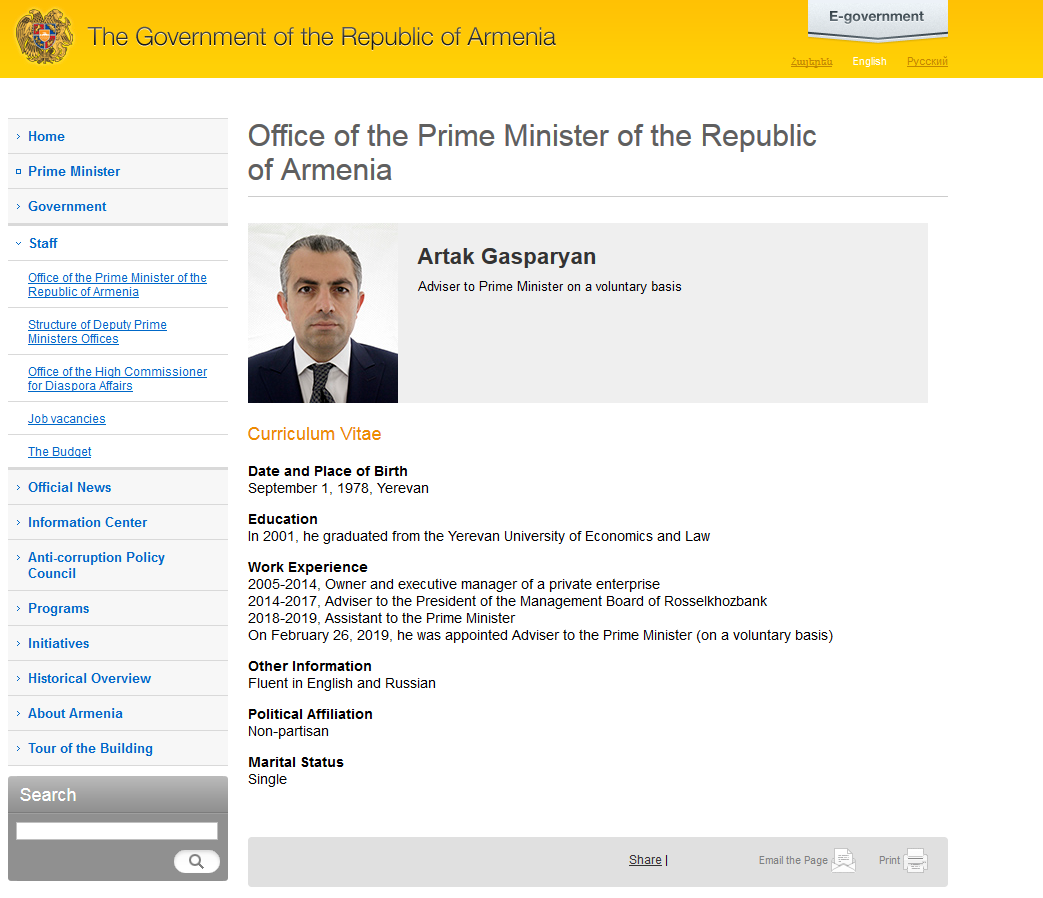 The Government of the Republic of Armenia
E-government
Հայերեն English Русский
Home
Prime Minister
Government
Staff
Office of the Prime Minister of the
Republic of Armenia
Structure of Deputy Prime
Ministers Offices
Office of the High Commissioner
for Diaspora Affairs
Job vacancies
The Budget
Official News
Information Center
Anti-corruption Policy
Council
Programs
Initiatives
Historical Overview
About Armenia
Tour of the Building
Search
Office of the Prime Minister of the Republic
of Armenia
Artak Gasparyan
Adviser to Prime Minister on a voluntary basis
Curriculum Vitae
Date and Place of Birth
September 1, 1978, Yerevan
Education
In 2001, he graduated from the Yerevan University of Economics and Law
Work Experience
2005-2014, Owner and executive manager of a private enterprise
2014-2017, Adviser to the President of the Management Board of Rosselkhozbank
2018-2019, Assistant to the Prime Minister
On February 26, 2019, he was appointed Adviser to the Prime Minister (on a voluntary basis)
Other Information
Fluent in English and Russian
Political Affiliation
Non-partisan
Marital Status
Single
Share | Email the Page Print